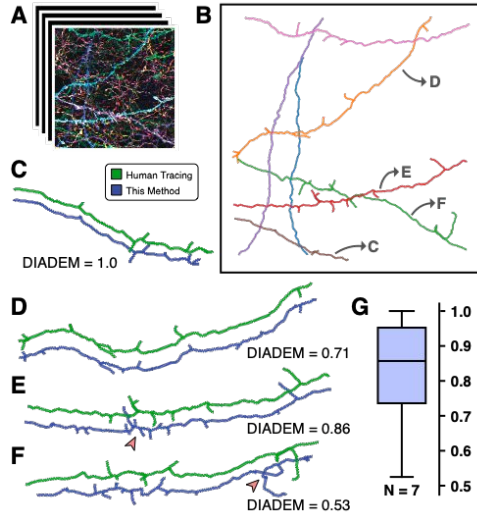 A
B
D
E
F
C
C
Human Tracing
This Method
DIADEM = 1.0
D
DIADEM = 0.71
E
DIADEM = 0.86
F
DIADEM = 0.53
G
1.0
0.9
0.8
0.7
0.6
0.5
N = 7